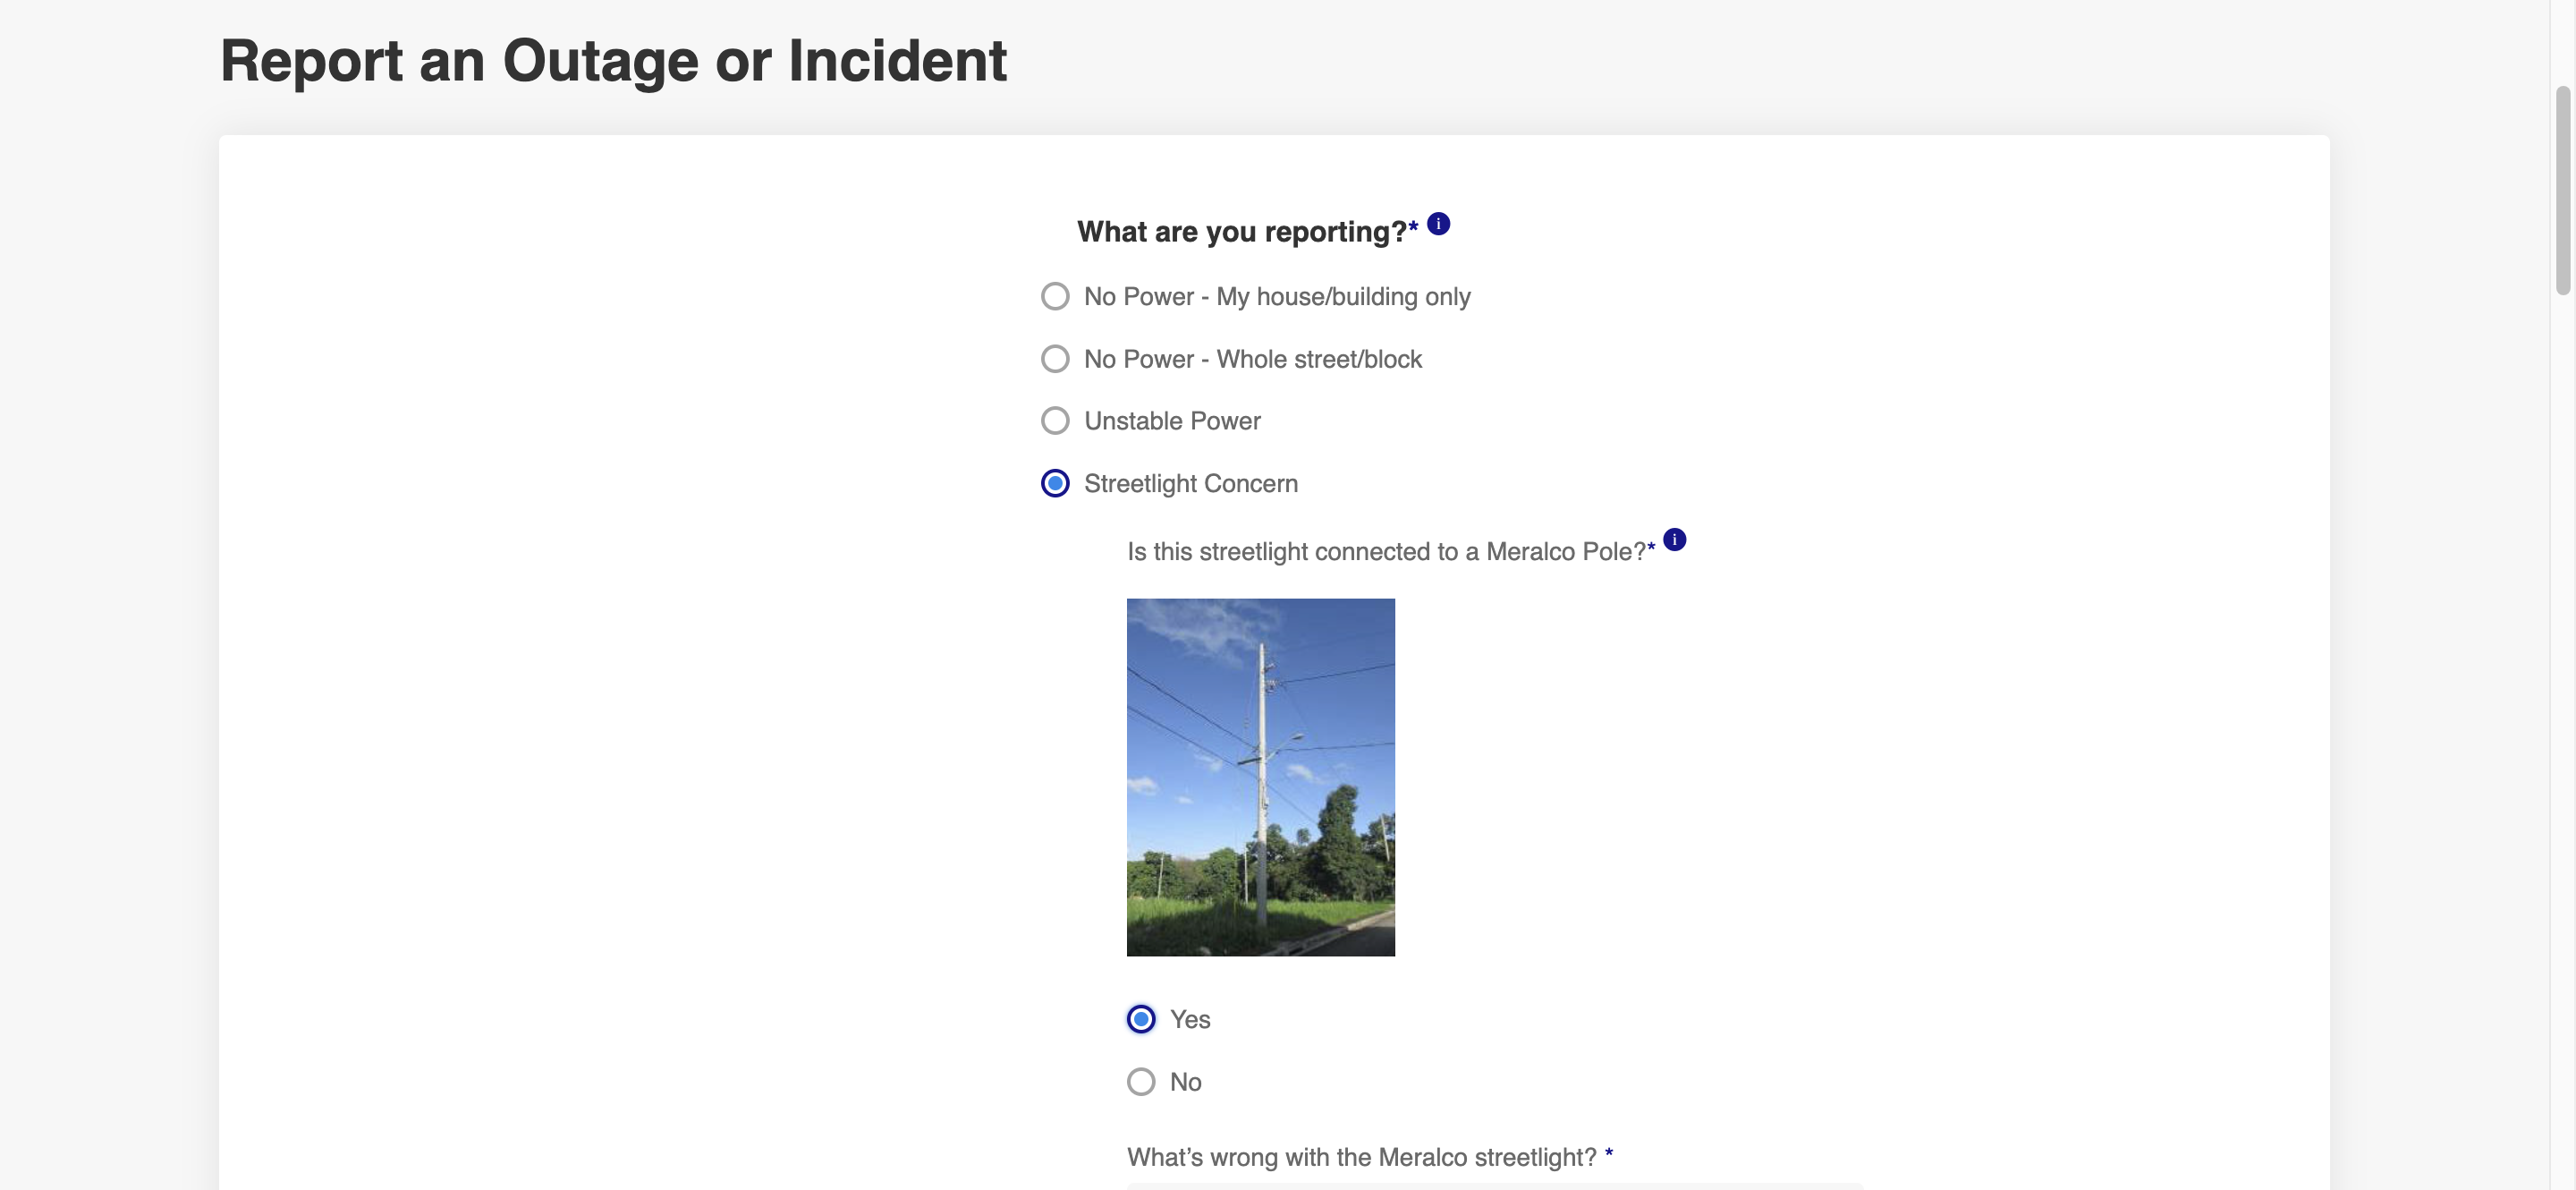 Report an Outage or Incident
What are you reporting?* i
No Power - My house/building only
No Power - Whole street/block
Unstable Power
Streetlight Concern
Is this streetlight connected to a Meralco Pole?* i
Yes
No
What’s wrong with the Meralco streetlight? *